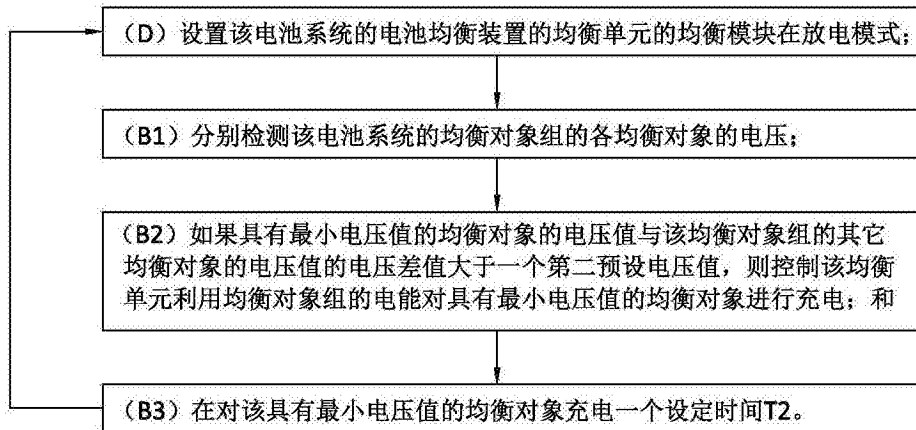 （D）设置该电池系统的电池均衡装置的均衡单元的均衡模块在放电模式；
（B1）分别检测该电池系统的均衡对象组的各均衡对象的电压；
（B2）如果具有最小电压值的均衡对象的电压值与该均衡对象组的其它
均衡对象的电压值的电压差值大于一个第二预设电压值，则控制该均衡
单元利用均衡对象组的电能对具有最小电压值的均衡对象进行充电；和
（B3）在对该具有最小电压值的均衡对象充电一个设定时间T2。